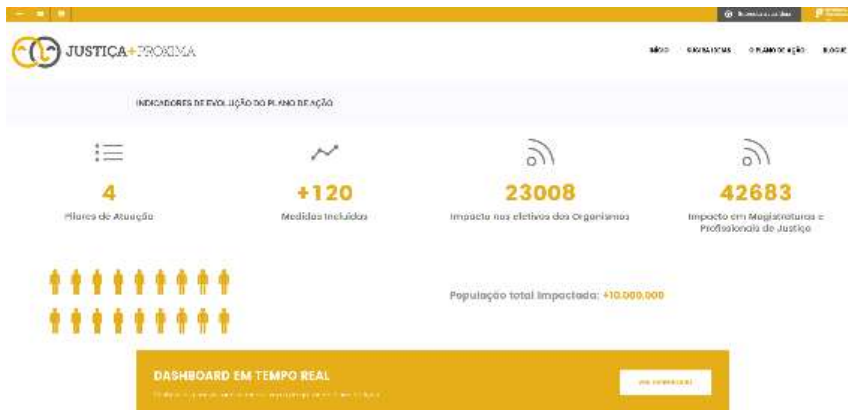 JUSTIÇA+PROXIMA
INÍCIO O PLANO DE AÇÃO BLOGUE
INDICADORES DE EVOLUÇÃO DO PLANO DE AÇÃO
4 +120 23008 42683
Pilares de Atuação Medidas Incluídas Impacto nos efetivos dos Organismos Impacto em Magistraturas e
Profissionais de Justiça
População total Impactada: +10.000.000
DASHBOARD EM TEMPO REAL